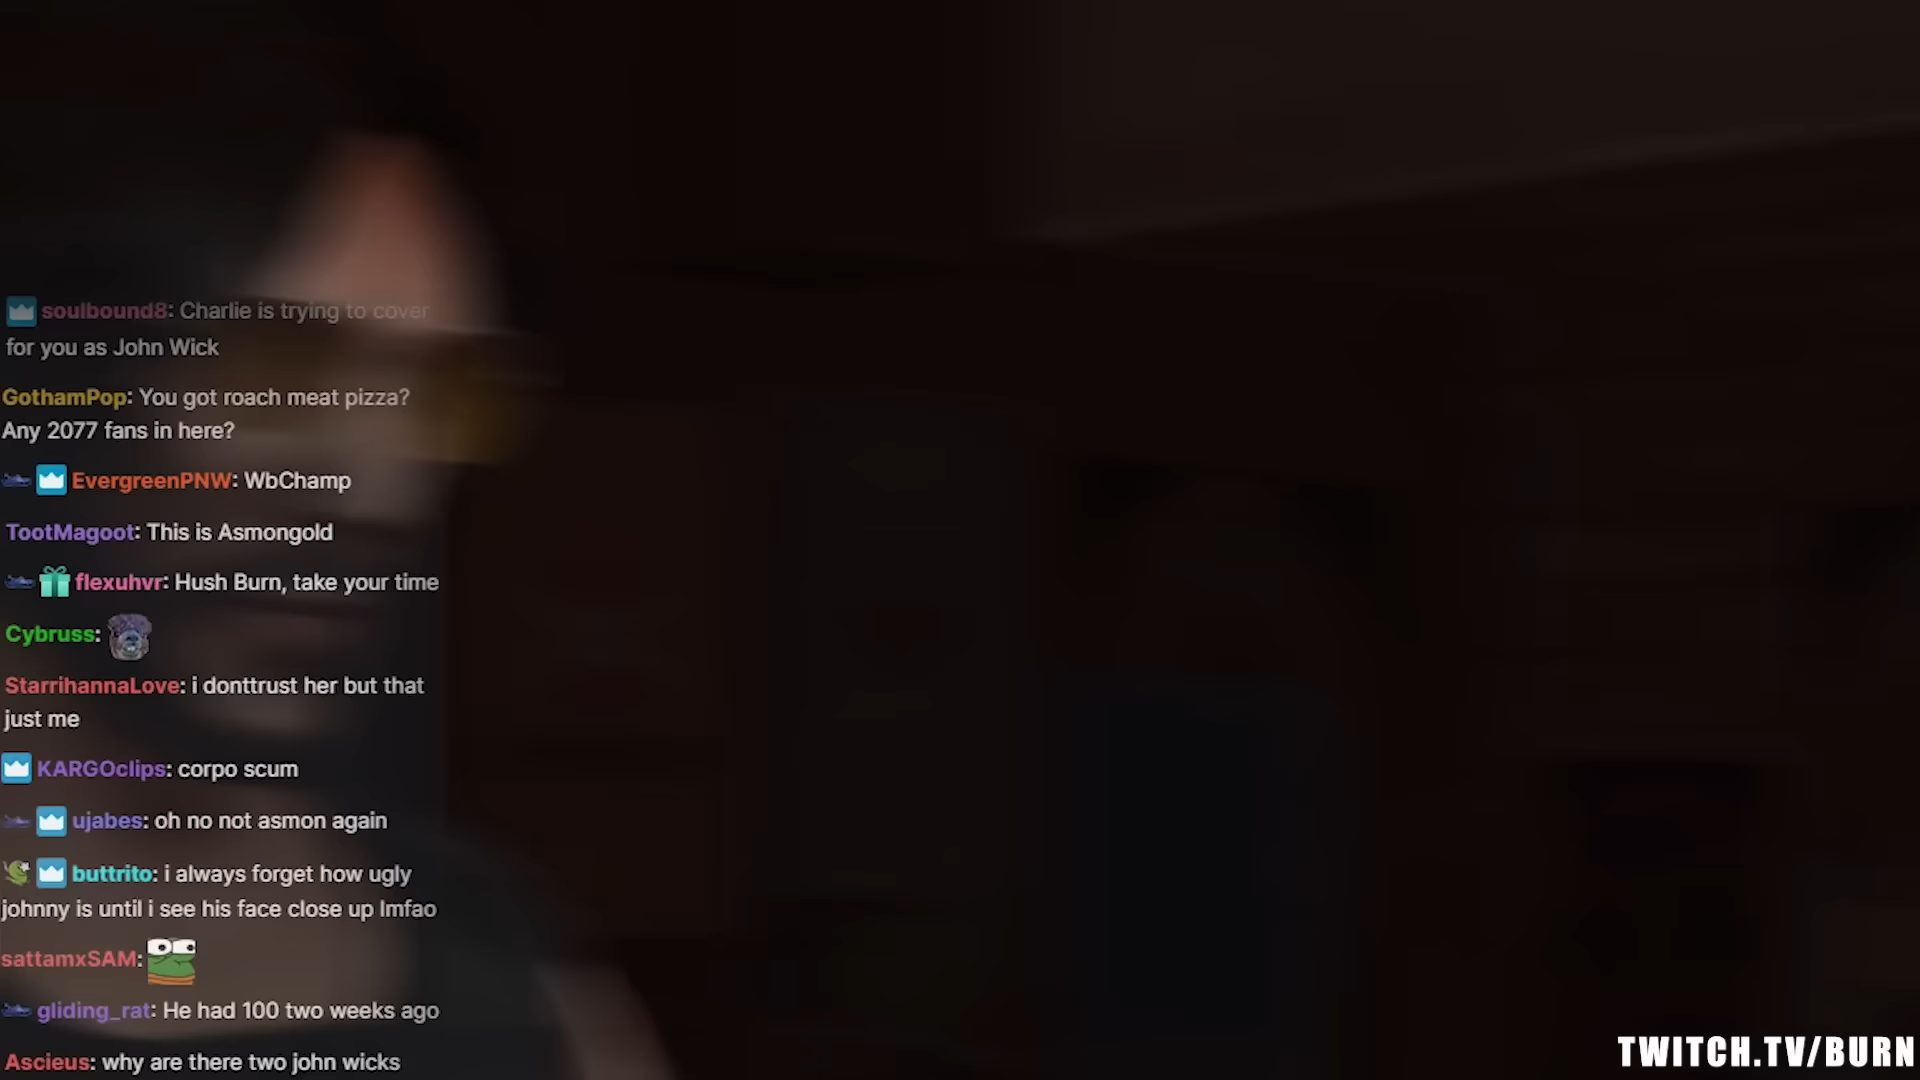 soulbound8: Charlie is trying to cover
for you as John Wick
GothamPop: You got roach meat pizza?
Any 2077 fans in here?
EvergreenPNW: WbChamp
TootMagoot: This is Asmongold
flexuhvr: Hush Burn, take your time
Cybruss:
StarrihannaLove: i donttrust her but that
just me
KARGOclips: corpo scum
ujabes: oh no not asmon again
buttrito: i always forget how ugly
johnny is until i see his face close up lmfao
sattamxSAM:
gliding_rat: He had 100 two weeks ago
Ascieus: why are there two john wicks
TWITCH.TV/BURN